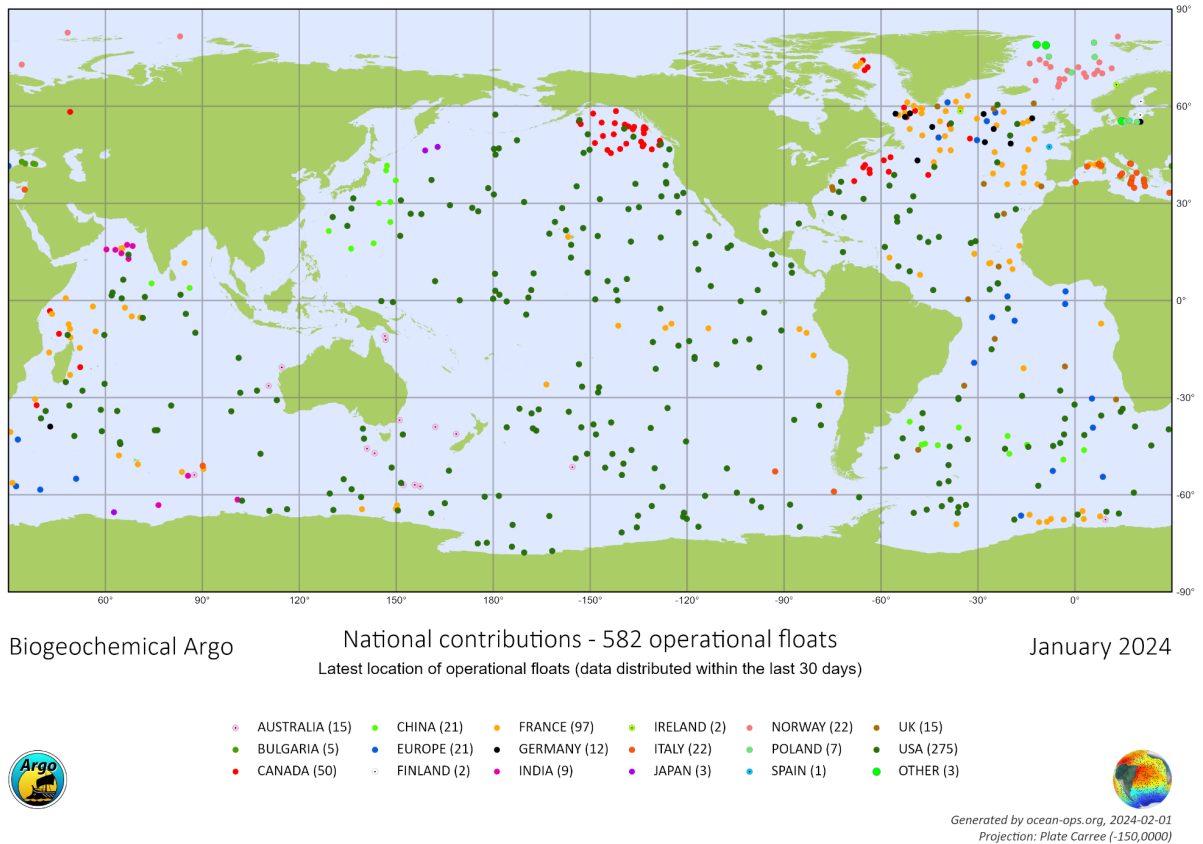 90°
60°
30°
0°
-30°
-60°
-90°
60° 90° 120° 150° -180° -150° -120° -90° -60° -30° 0°
Biogeochemical Argo
National contributions - 582 operational floats
January 2024
Latest location of operational floats (data distributed within the last 30 days)
AUSTRALIA (15) CHINA (21) FRANCE (97) IRELAND (2) NORWAY (22) UK (15)
BULGARIA (5) EUROPE (21) GERMANY (12) ITALY (22) POLAND (7) USA (275)
CANADA (50) FINLAND (2) INDIA (9) JAPAN (3) SPAIN (1) OTHER (3)
Argo
Generated by ocean-ops.org, 2024-02-01
Projection: Plate Carree (-150,0000)